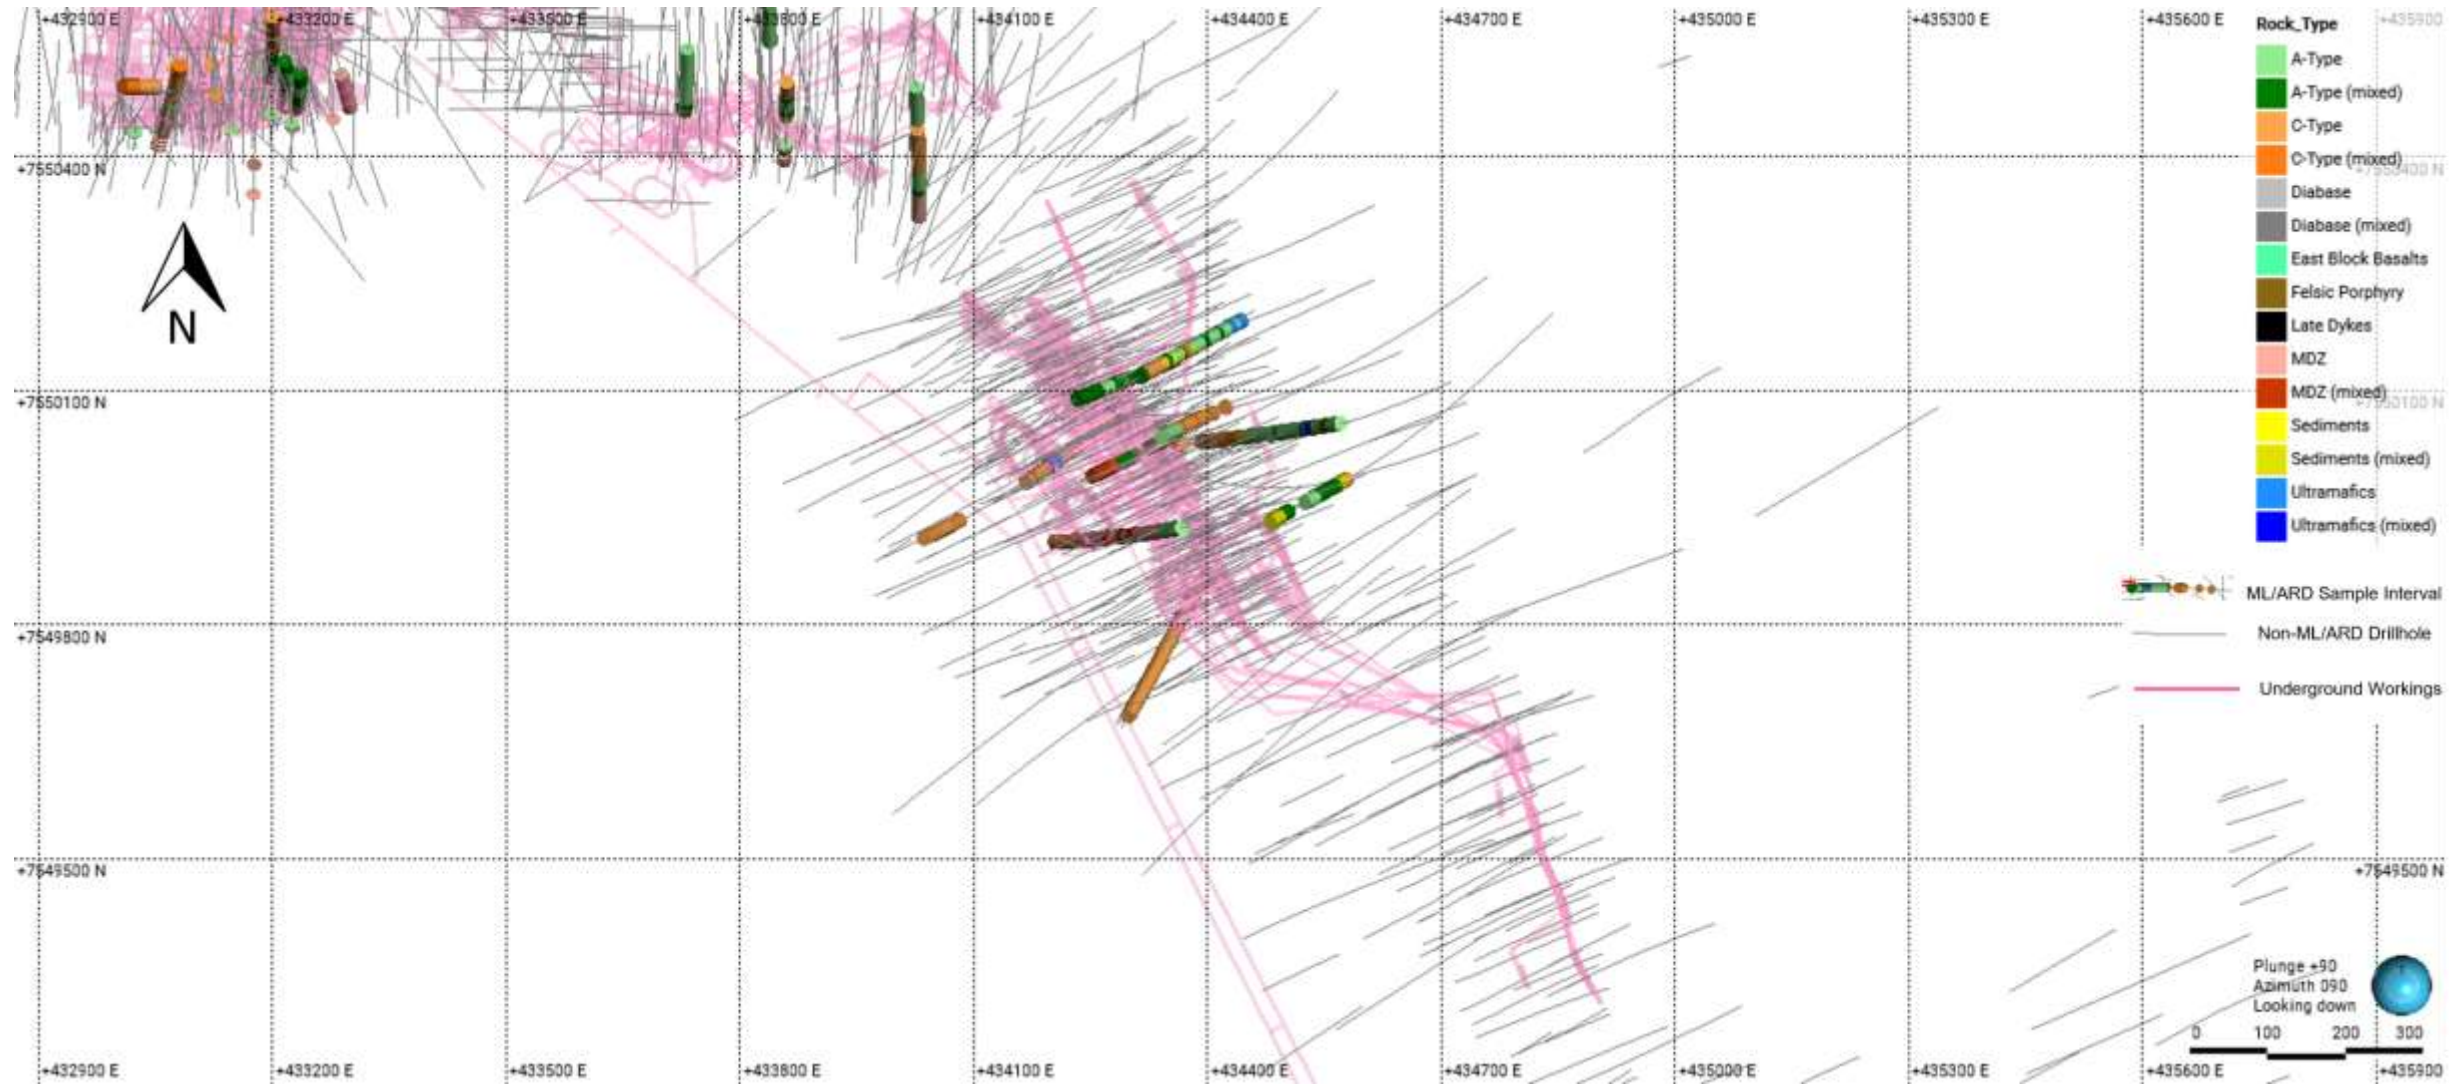 +432900 E
+433200 E
+433500 E
+433800 E
+434100 E
+434400 E
+434700 E
+435000 E
+435300 E
+435600 E
+435900
Rock_Type
A-Type
A-Type (mixed)
C-Type
C-Type (mixed)
+7550400 N
+7550400 N
Diabase
Diabase (mixed)
East Block Basalts
Felsic Porphyry
N
Late Dykes
MDZ
MDZ (mixed)
+7550100 N
+7550100 N
Sediments
Sediments (mixed)
Ultramafics
Ultramafics (mixed)
ML/ARD Sample Interval
Non-ML/ARD Drillhole
+7549800 N
Underground Workings
+7549500 N
+7549500 N
Plunge +90
Azimuth 090
Looking down
0 100 200 300
+432900 E
+433200 E
+433500 E
+433800 E
+434100 E
+434400 E
+434700 E
+435000 E
+435300 E
+435600 E
+435900